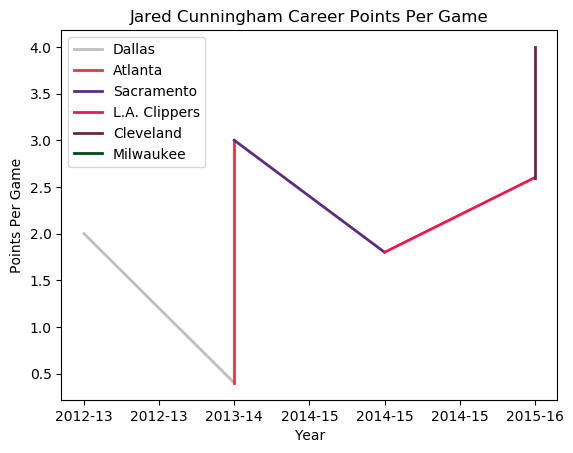 Jared Cunningham Career Points Per Game
Dallas
Atlanta
Sacramento
L.A. Clippers
Cleveland
Milwaukee
Points Per Game
4.0
3.5
3.0
2.5
2.0
1.5
1.0
0.5
2012-13 2012-13 2013-14 2014-15 2014-15 2014-15 2015-16
Year